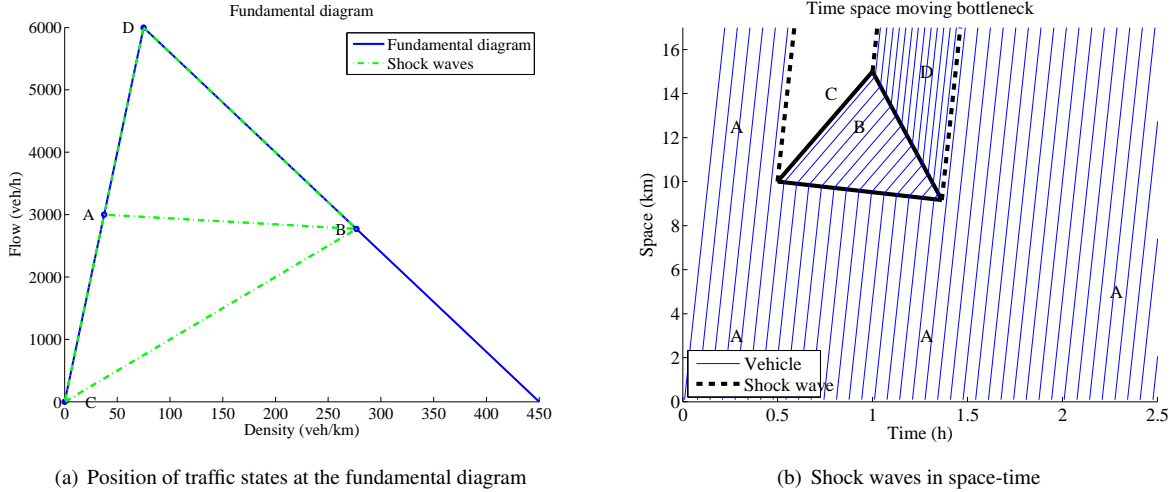 Fundamental diagram
6000
5000
4000
3000
2000
1000
0
Flow (veh/h)
D
A
B
C
Fundamental diagram
Shock waves
0 50 100 150 200 250 300 350 400 450
Density (veh/km)
(a) Position of traffic states at the fundamental diagram
Time space moving bottleneck
16
14
12
10
8
6
4
2
0
Space (km)
A
C
B
D
A
A
A
Vehicle
Shock wave
0 0.5 1 1.5 2 2.5
Time (h)
(b) Shock waves in space-time